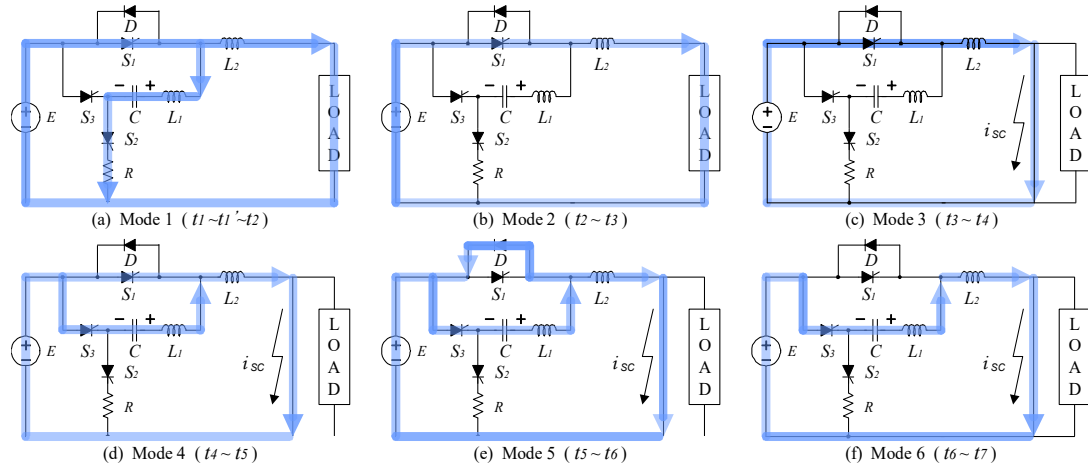 D
S1
L2
E
− C +
S3
L1
S2
R
L
O
A
D
(a) Mode 1 ( t1 ~t1'~t2)
D
S1
L2
E
− C +
S3
L1
S2
R
L
O
A
D
(b) Mode 2 ( t2 ~ t3)
D
S1
L2
E
− C +
S3
L1
S2
R
isc
L
O
A
D
(c) Mode 3 ( t3 ~ t4)
D
S1
L2
E
− C +
S3
L1
S2
R
isc
L
O
A
D
(d) Mode 4 ( t4 ~ t5)
D
S1
L2
E
− C +
S3
L1
S2
R
isc
L
O
A
D
(e) Mode 5 ( t5 ~ t6)
D
S1
L2
E
− C +
S3
L1
S2
R
isc
L
O
A
D
(f) Mode 6 ( t6 ~ t7)